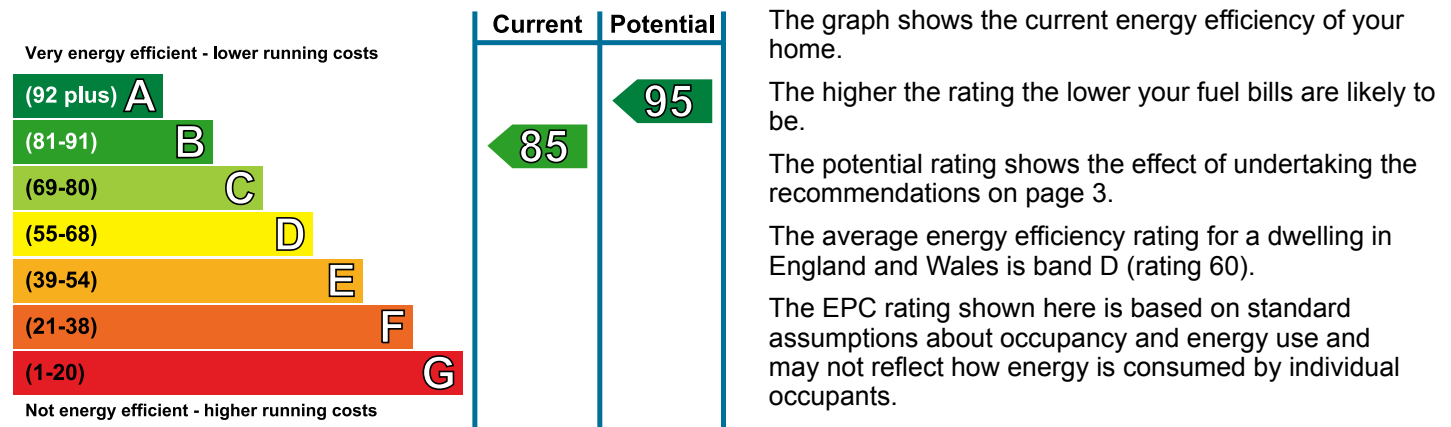 Current Potential
Very energy efficient - lower running costs
(92 plus) A
(81-91) B
(69-80) C
(55-68) D
(39-54) E
(21-38) F
(1-20) G
Not energy efficient - higher running costs
85
95
The graph shows the current energy efficiency of your
home.
The higher the rating the lower your fuel bills are likely to
be.
The potential rating shows the effect of undertaking the
recommendations on page 3.
The average energy efficiency rating for a dwelling in
England and Wales is band D (rating 60).
The EPC rating shown here is based on standard
assumptions about occupancy and energy use and
may not reflect how energy is consumed by individual
occupants.